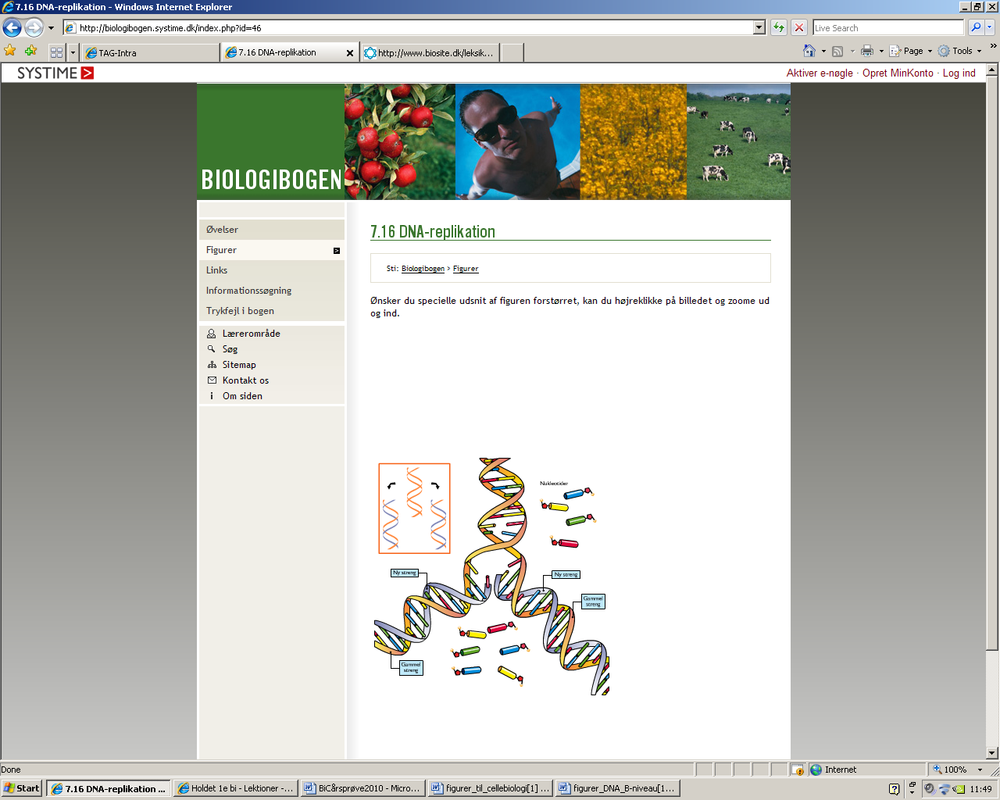 7.16 DNA-replikation - Windows Internet Explorer
http://biologibogen.systime.dk/index.php?id=46
Live Search
TAG-Intra
7.16 DNA-replikation
http://www.biosite.dk/leksik...
Page
Tools
SYSTIME
Aktiver e-nøgle · Opret MinKonto · Log ind
BIOLOGIBOGEN
Øvelser
Figurer
Links
Informationssøgning
Trykfejl i bogen
Lærerområde
Søg
Sitemap
Kontakt os
Om siden
7.16 DNA-replikation
Sti: Biologibogen > Figurer
Ønsker du specielle udsnit af figuren forstørret, kan du højreklikke på billedet og zoome ud
og ind.
Nukleotider
Ny streng
Ny streng
Gammel
streng
Gammel
streng
Done
Internet
100%
Start
7.16 DNA-replikation ...
Holdet 1e bi - Lektioner -...
BiCårsprøve2010 - Micro...
figurer_til_cellebiologi[1] ...
figurer_DNA_B-niveau[1...
11:49